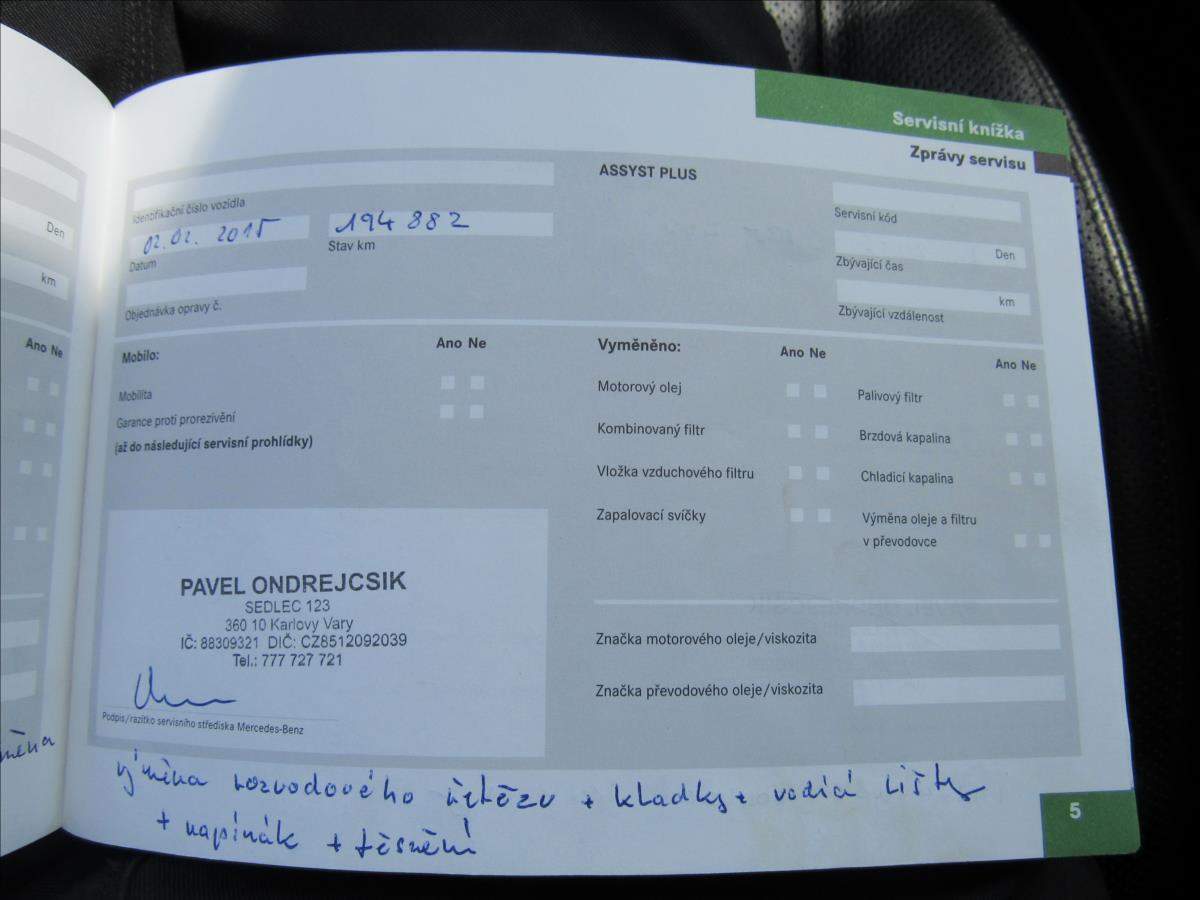 Servisní knížka
Zprávy servisu
Identifikační číslo vozidla
02.02. 2015
Datum
194 882
Stav km
Objednávka opravy č.
ASSYST PLUS
Servisní kód
Den
Zbývající čas
km
Zbývající vzdálenost
Mobilo:
Ano Ne
Mobilita
Garance proti prorezivění
(až do následující servisní prohlídky)
Vyměněno:
Ano Ne
Motorový olej
Kombinovaný filtr
Vložka vzduchového filtru
Zapalovací svíčky
Ano Ne
Palivový filtr
Brzdová kapalina
Chladicí kapalina
Výměna oleje a filtru
v převodovce
PAVEL ONDREJCSIK
SEDLEC 123
360 10 Karlovy Vary
IČ: 88309321 DIČ: CZ8512092039
Tel.: 777 727 721
Podpis/razítko servisního střediska Mercedes-Benz
Značka motorového oleje/viskozita
Značka převodového oleje/viskozita
výměna rozvodového řetězu + kladky + vodící lišty
+ napínák + těsnění
5
Den
km
Ano Ne